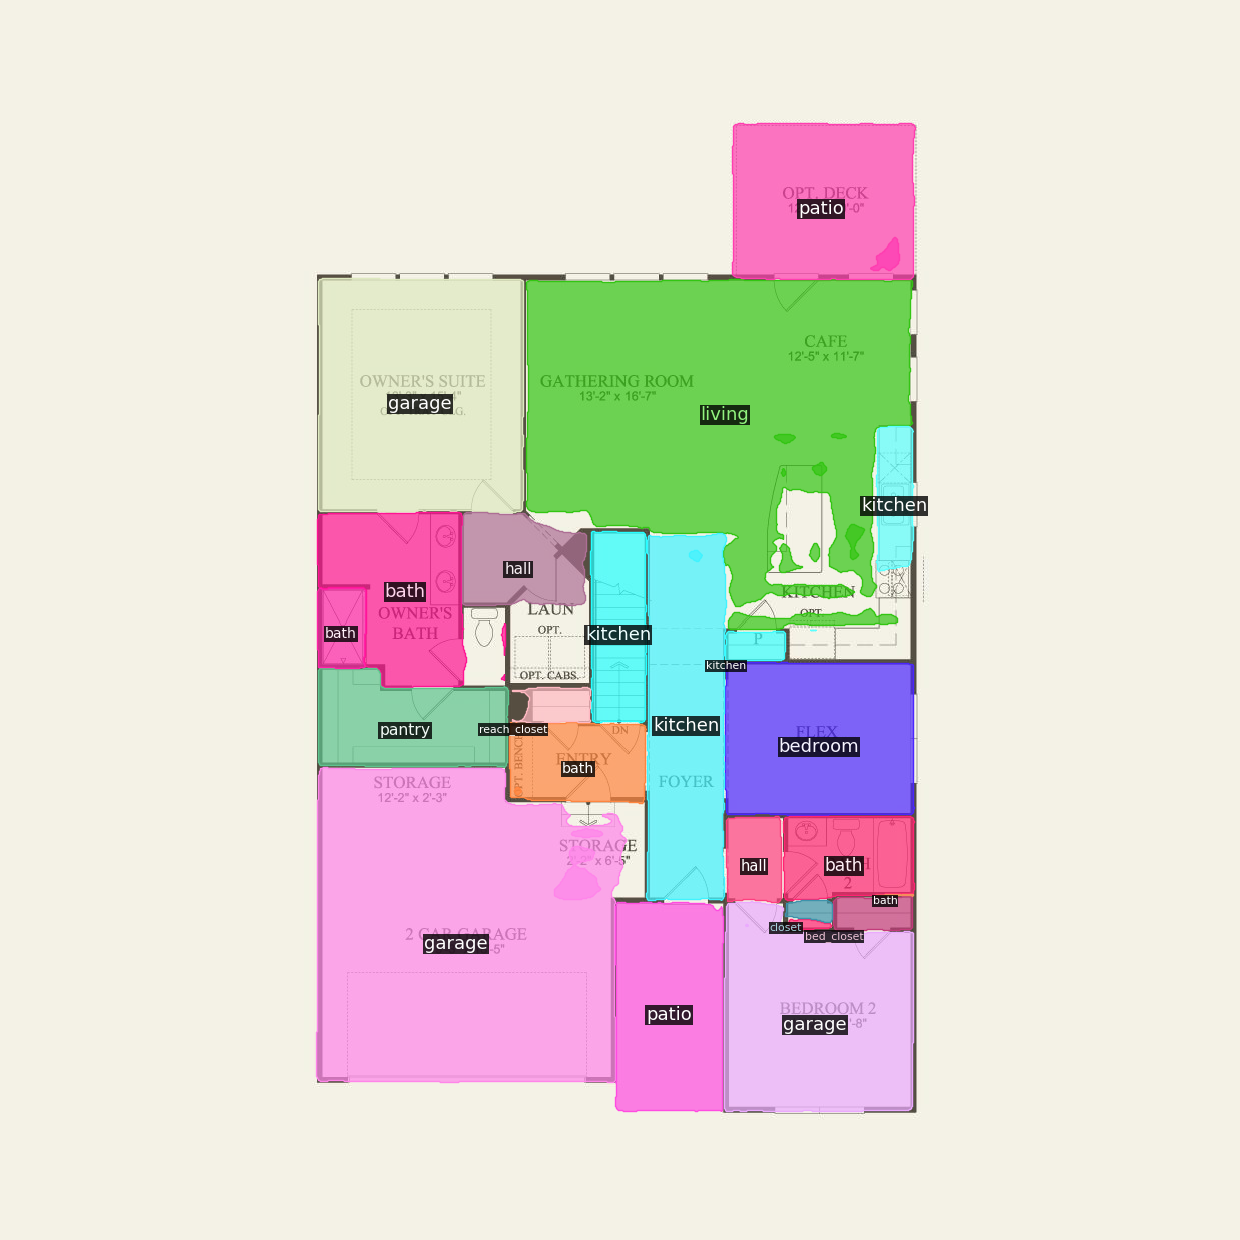 OPT. DECK
patio
CAFE
12'-5" x 11'-7"
OWNER'S SUITE
garage
GATHERING ROOM
13'-2" x 16'-7"
living
kitchen
hall
bath
OWNER'S
BATH
bath
LAUN
OPT.
OPT. CABS.
kitchen
KITCHEN
OPT.
P
kitchen
pantry
reach_closet
DN
ENTRY
OPT. BENCH
bath
kitchen
FOYER
FLEX
bedroom
STORAGE
12'-2" x 2'-3"
STORAGE
2'-2" x 6'-5"
hall
bath
2
bath
closet
bed_closet
2 CAR GARAGE
garage
patio
BEDROOM 2
garage